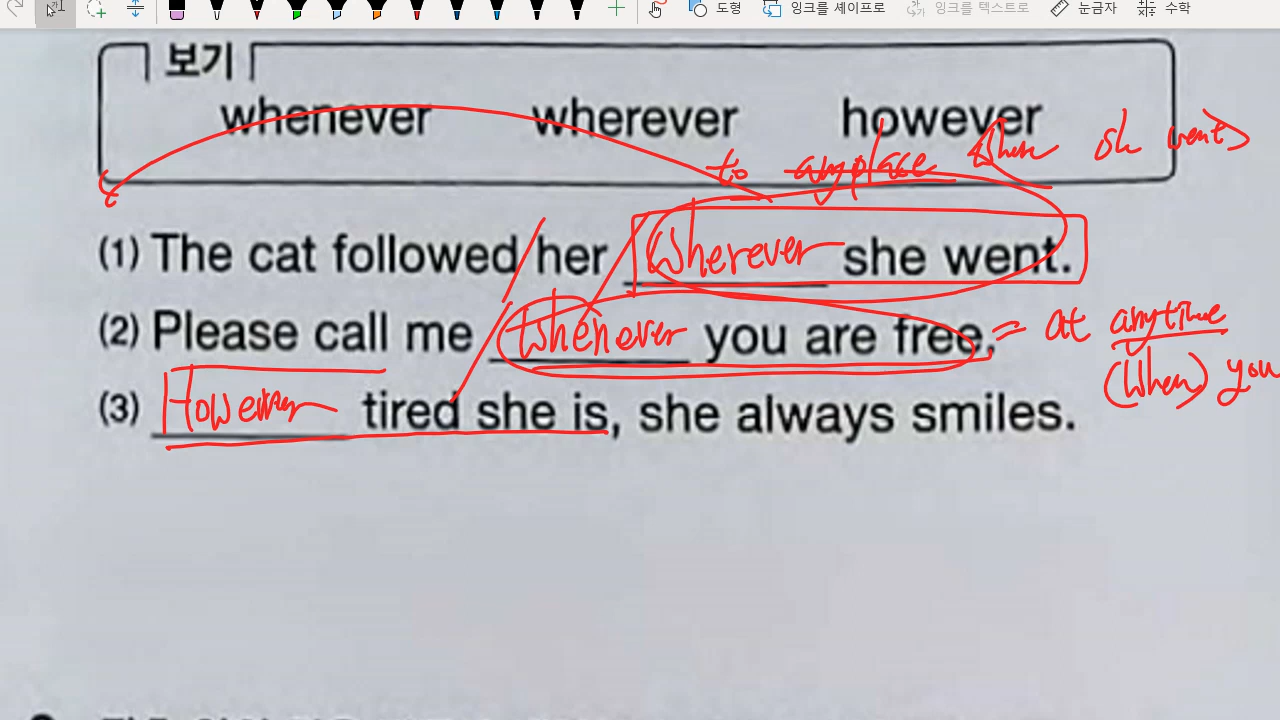 도형 잉크를 셰이프로 잉크를 텍스트로 눈금자 수학
보기
whenever wherever however
to anyplace where sh went
(1) The cat followed her Wherever she went.
(2) Please call me Whenever you are free. = at anytime
(When) you
(3) However tired she is, she always smiles.